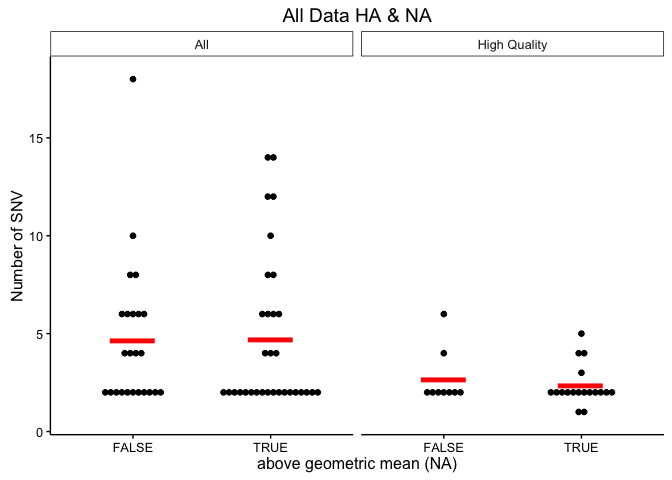 All Data HA & NA
All
High Quality
Number of SNV
15
10
5
0
FALSE
TRUE
FALSE
TRUE
above geometric mean (NA)